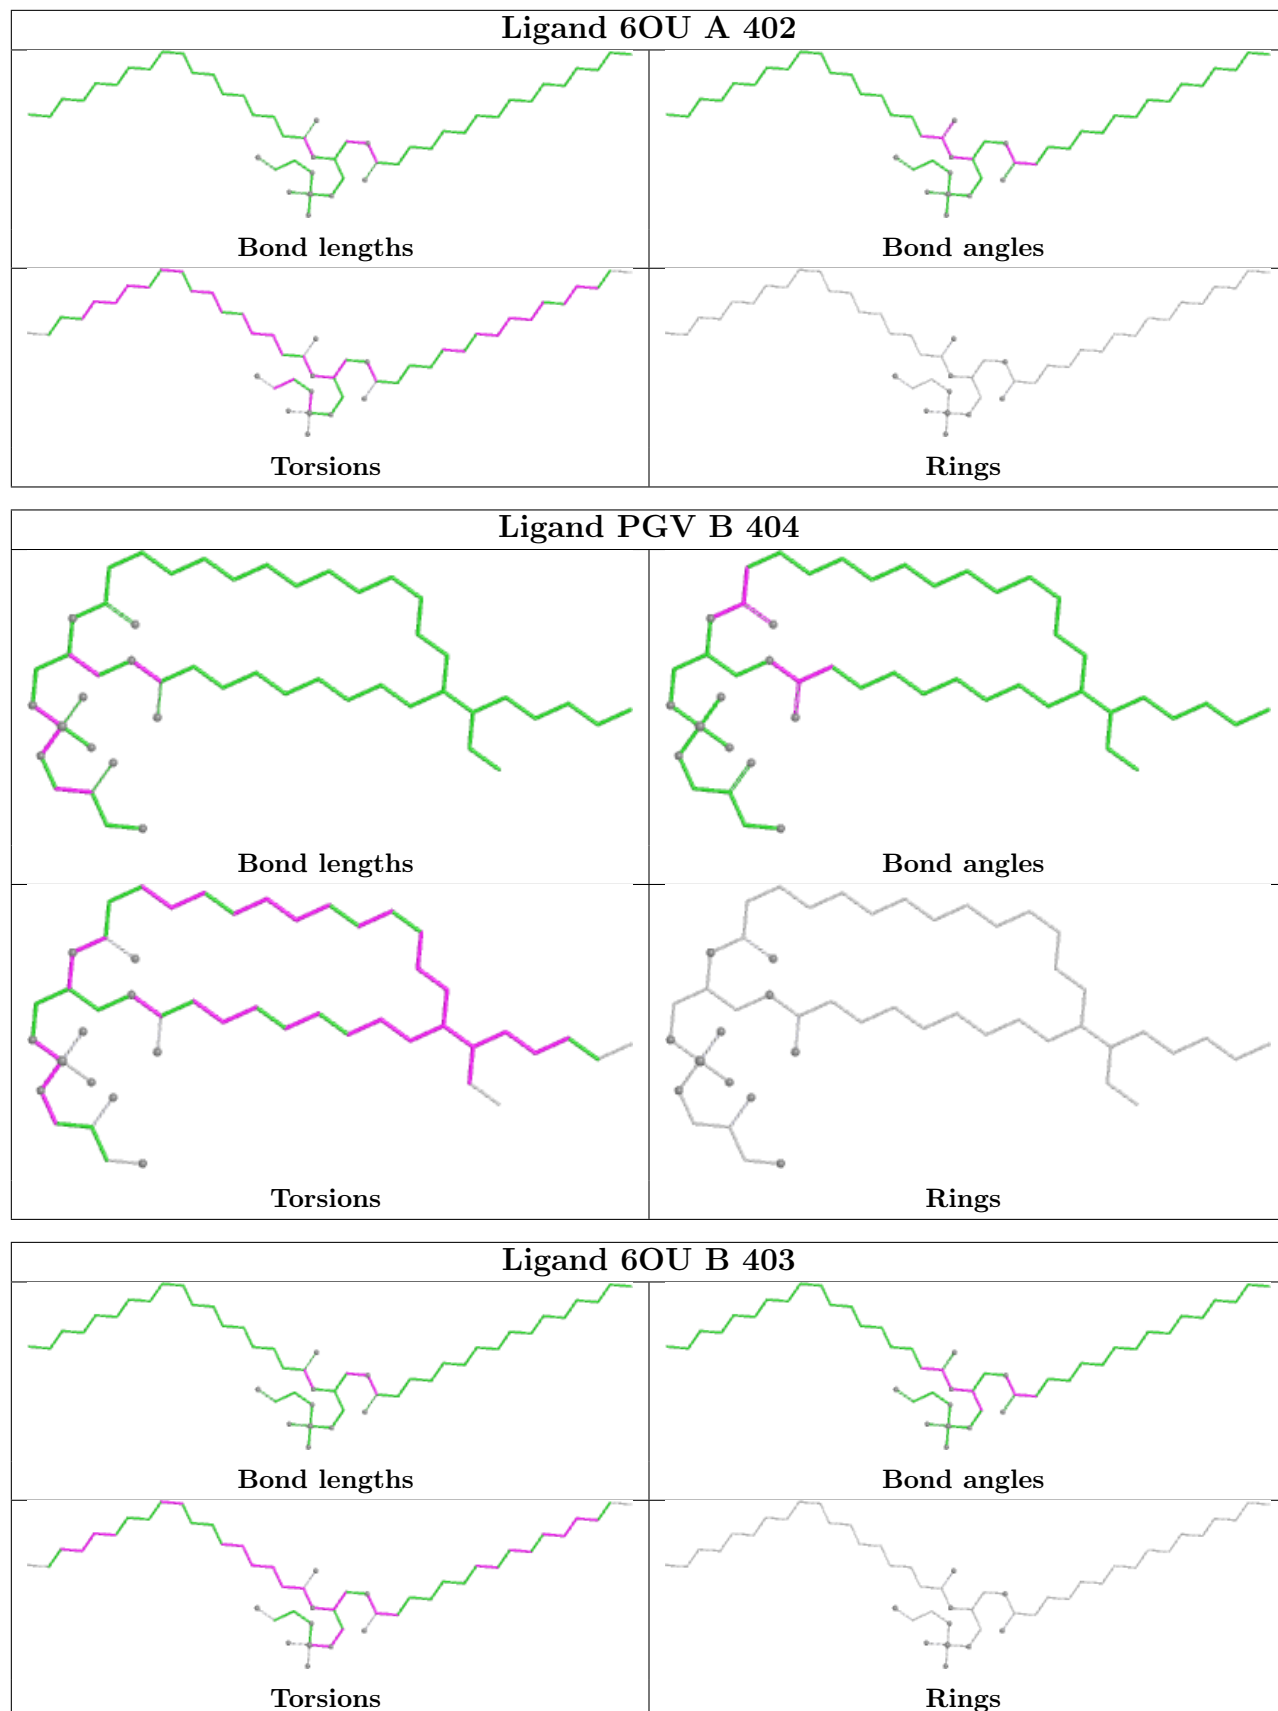 Ligand 6OU A 402
Bond lengths
Bond angles
Torsions
Rings
Ligand PGV B 404
Bond lengths
Bond angles
Torsions
Rings
Ligand 6OU B 403
Bond lengths
Bond angles
Torsions
Rings